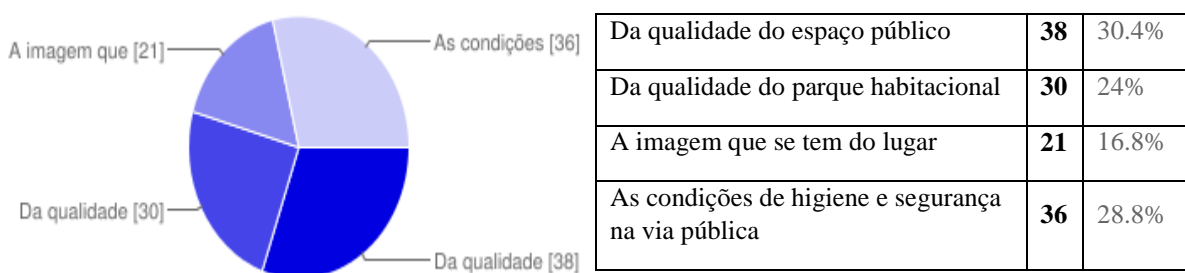 A imagem que [21]
As condições [36]
Da qualidade [30]
Da qualidade [38]
Da qualidade do espaço público 38 30.4%
Da qualidade do parque habitacional 30 24%
A imagem que se tem do lugar 21 16.8%
As condições de higiene e segurança
na via pública 36 28.8%